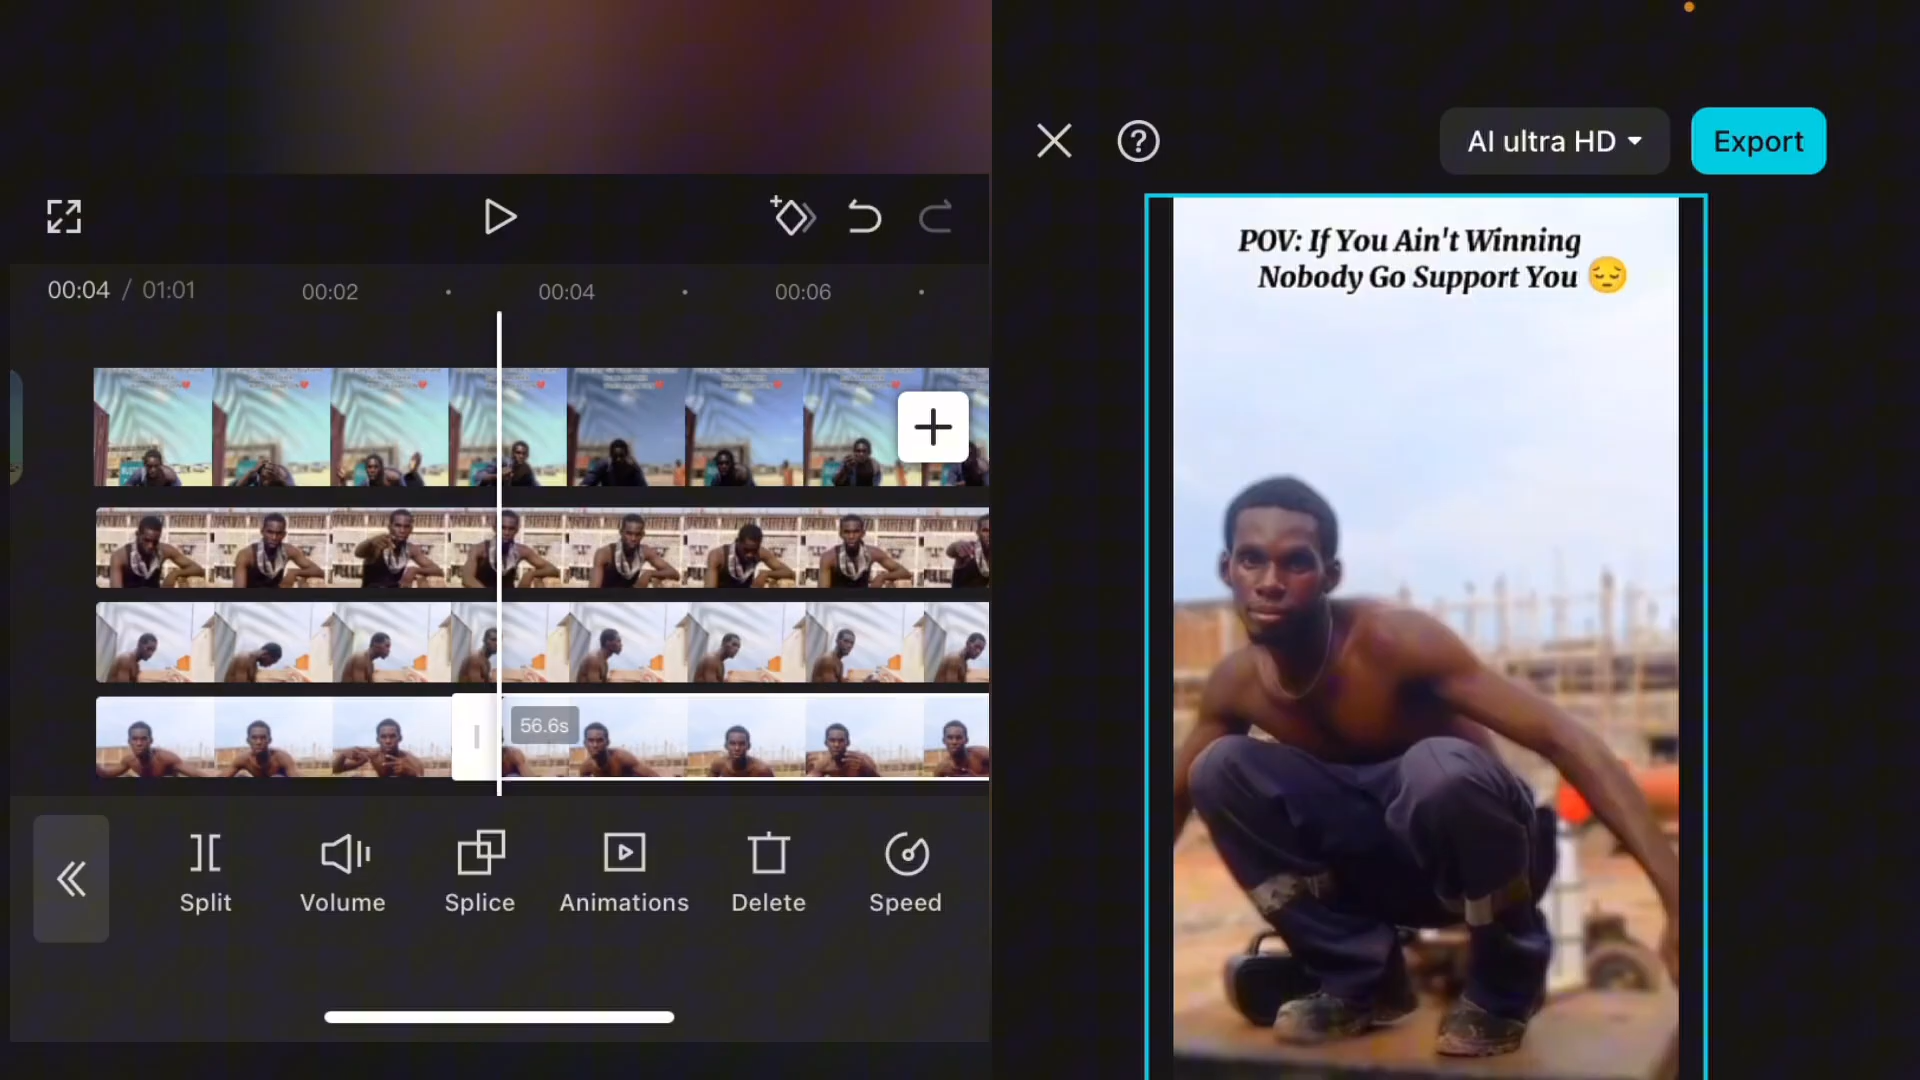 00:04 / 01:01
00:02
00:04
00:06
56.6s
Split
Volume
Splice
Animations
Delete
Speed
AI ultra HD
Export
POV: If You Ain't Winning
Nobody Go Support You 😔